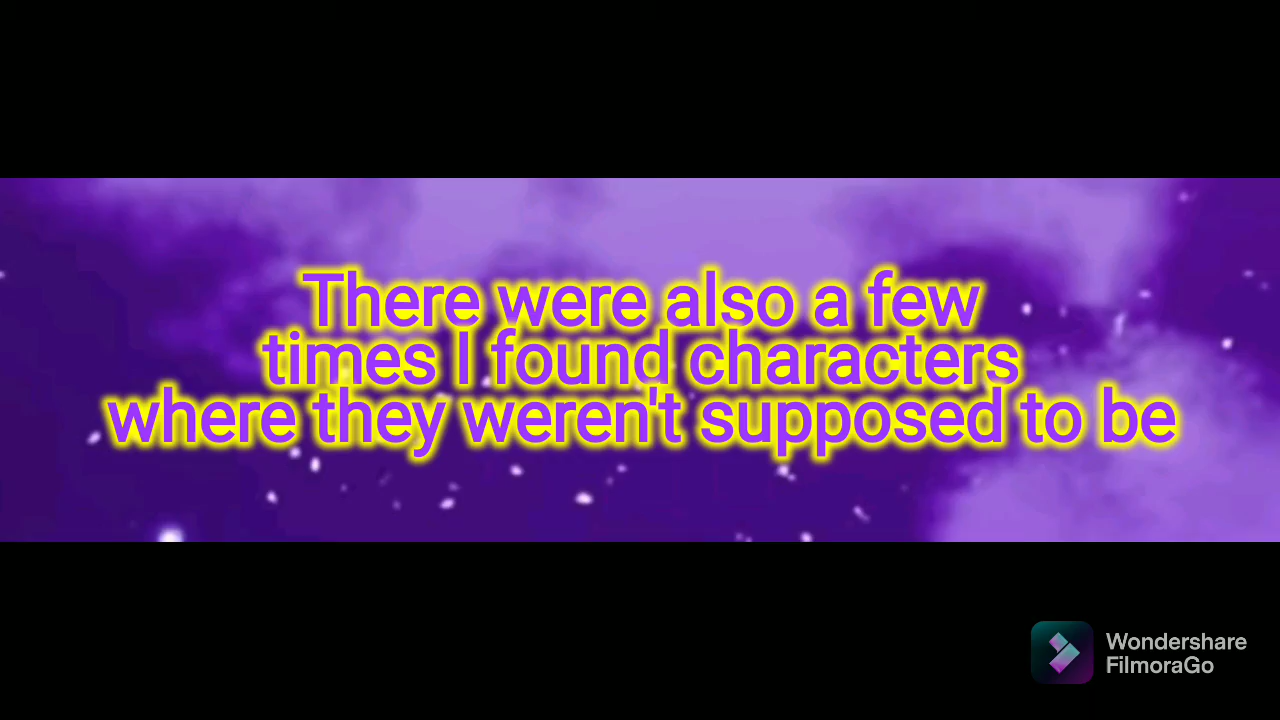 There were also a few
times I found characters
where they weren't supposed to be
Wondershare
FilmoraGo